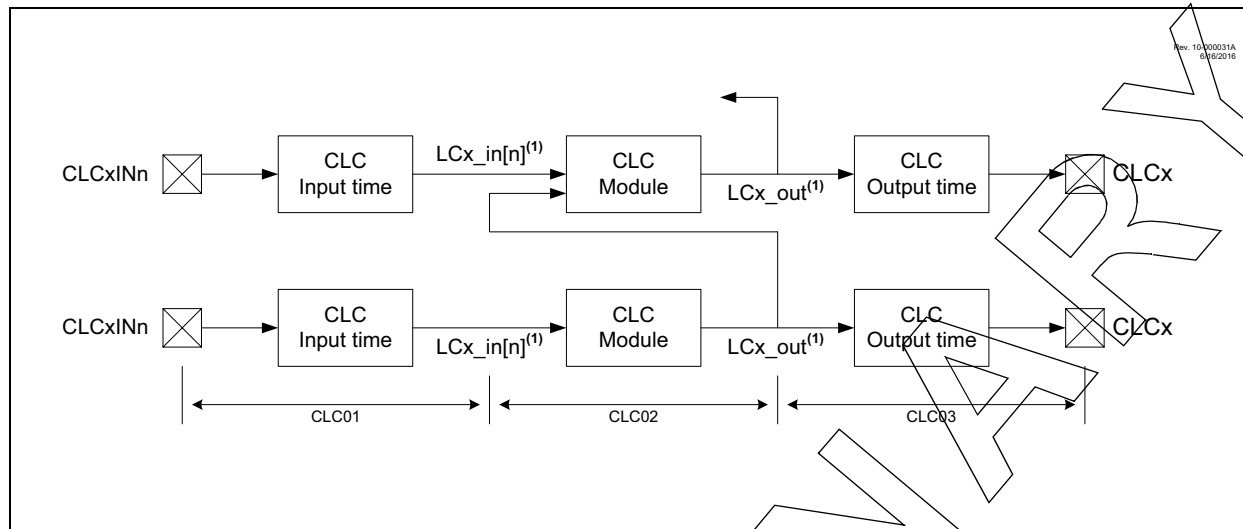 Rev. 10-000031A
6/16/2016
CLCxINn
CLC
Input time
LCx_in[n](1)
CLC
Module
LCx_out(1)
CLC
Output time
CLCx
CLCxINn
CLC
Input time
LCx_in[n](1)
CLC
Module
LCx_out(1)
CLC
Output time
CLCx
CLC01
CLC02
CLC03
ARY